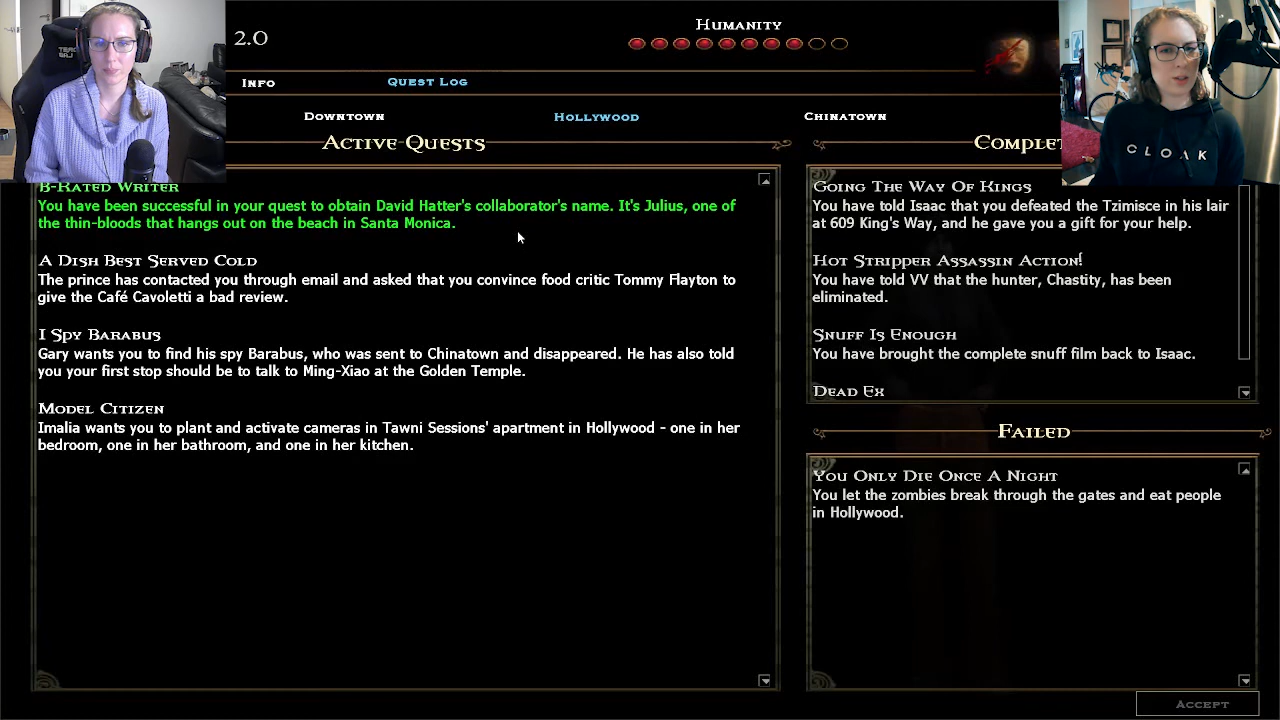 2.0
Humanity
Info
Quest Log
Downtown
Hollywood
Chinatown
Active Quests
B-Rated Writer
You have been successful in your quest to obtain David Hatter's collaborator's name. It's Julius, one of
the thin-bloods that hangs out on the beach in Santa Monica.
A Dish Best Served Cold
The prince has contacted you through email and asked that you convince food critic Tommy Flayton to
give the Café Cavoletti a bad review.
I Spy Barabus
Gary wants you to find his spy Barabus, who was sent to Chinatown and disappeared. He has also told
you your first stop should be to talk to Ming-Xiao at the Golden Temple.
Model Citizen
Imalia wants you to plant and activate cameras in Tawni Sessions' apartment in Hollywood - one in her
bedroom, one in her bathroom, and one in her kitchen.
Complet
Going The Way Of Kings
You have told Isaac that you defeated the Tzimisce in his lair
at 609 King's Way, and he gave you a gift for your help.
Hot Stripper Assassin Action!
You have told VV that the hunter, Chastity, has been
eliminated.
Snuff Is Enough
You have brought the complete snuff film back to Isaac.
Dead Ex
Failed
You Only Die Once A Night
You let the zombies break through the gates and eat people
in Hollywood.
Accept
CLOAK